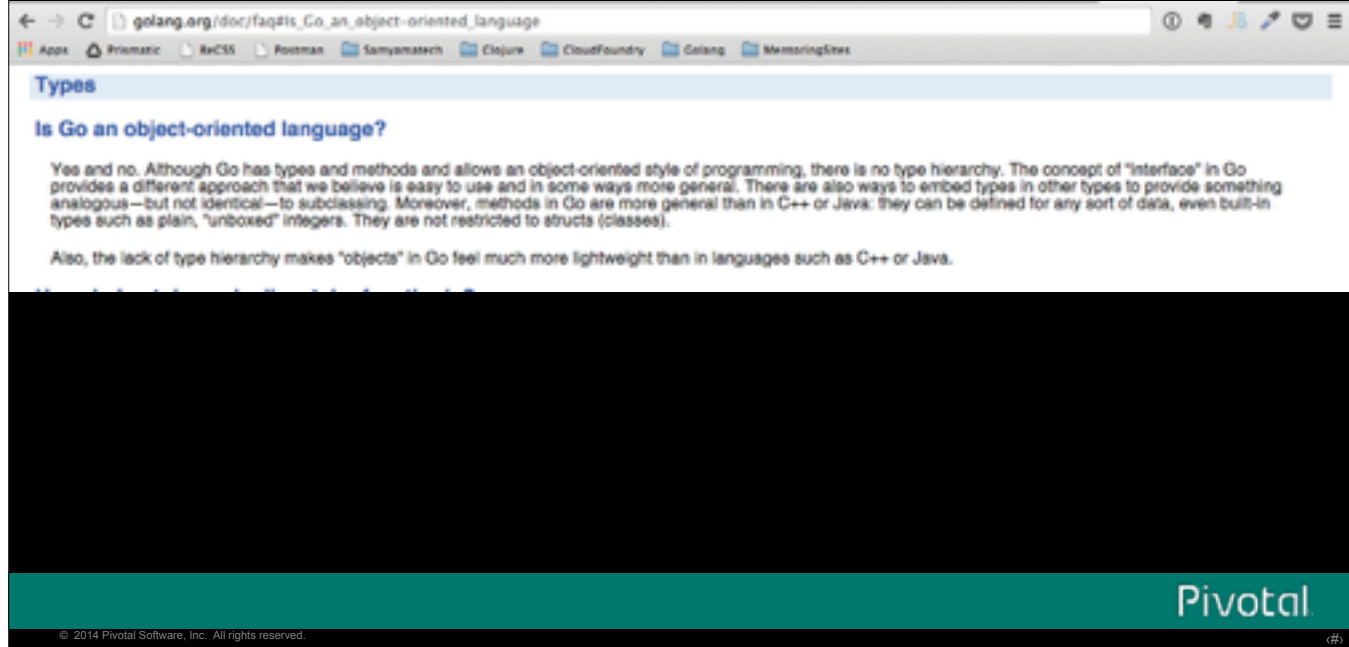 golang.org/doc/faq#Is_Go_an_object-oriented_language
Apps Prismatic ReCSS Postman Samyamatech Clojure CloudFoundry Golang MentoringSites
Types
Is Go an object-oriented language?
Yes and no. Although Go has types and methods and allows an object-oriented style of programming, there is no type hierarchy. The concept of "interface" in Go
provides a different approach that we believe is easy to use and in some ways more general. There are also ways to embed types in other types to provide something
analogous—but not identical—to subclassing. Moreover, methods in Go are more general than in C++ or Java: they can be defined for any sort of data, even built-in
types such as plain, "unboxed" integers. They are not restricted to structs (classes).
Also, the lack of type hierarchy makes "objects" in Go feel much more lightweight than in languages such as C++ or Java.
Pivotal
© 2014 Pivotal Software, Inc. All rights reserved.
‹#›